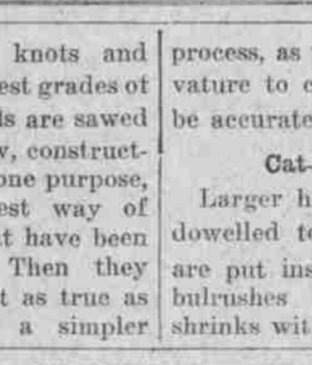 knots and
est grades of
ls are sawed
v, construct-
one purpose,
est way of
t have been
Then they
t as true as
a simpler
process, as
vature to c
be accurate
Cat-
Larger h
dowelled to
are put ins
bulrushes
shrinks wit